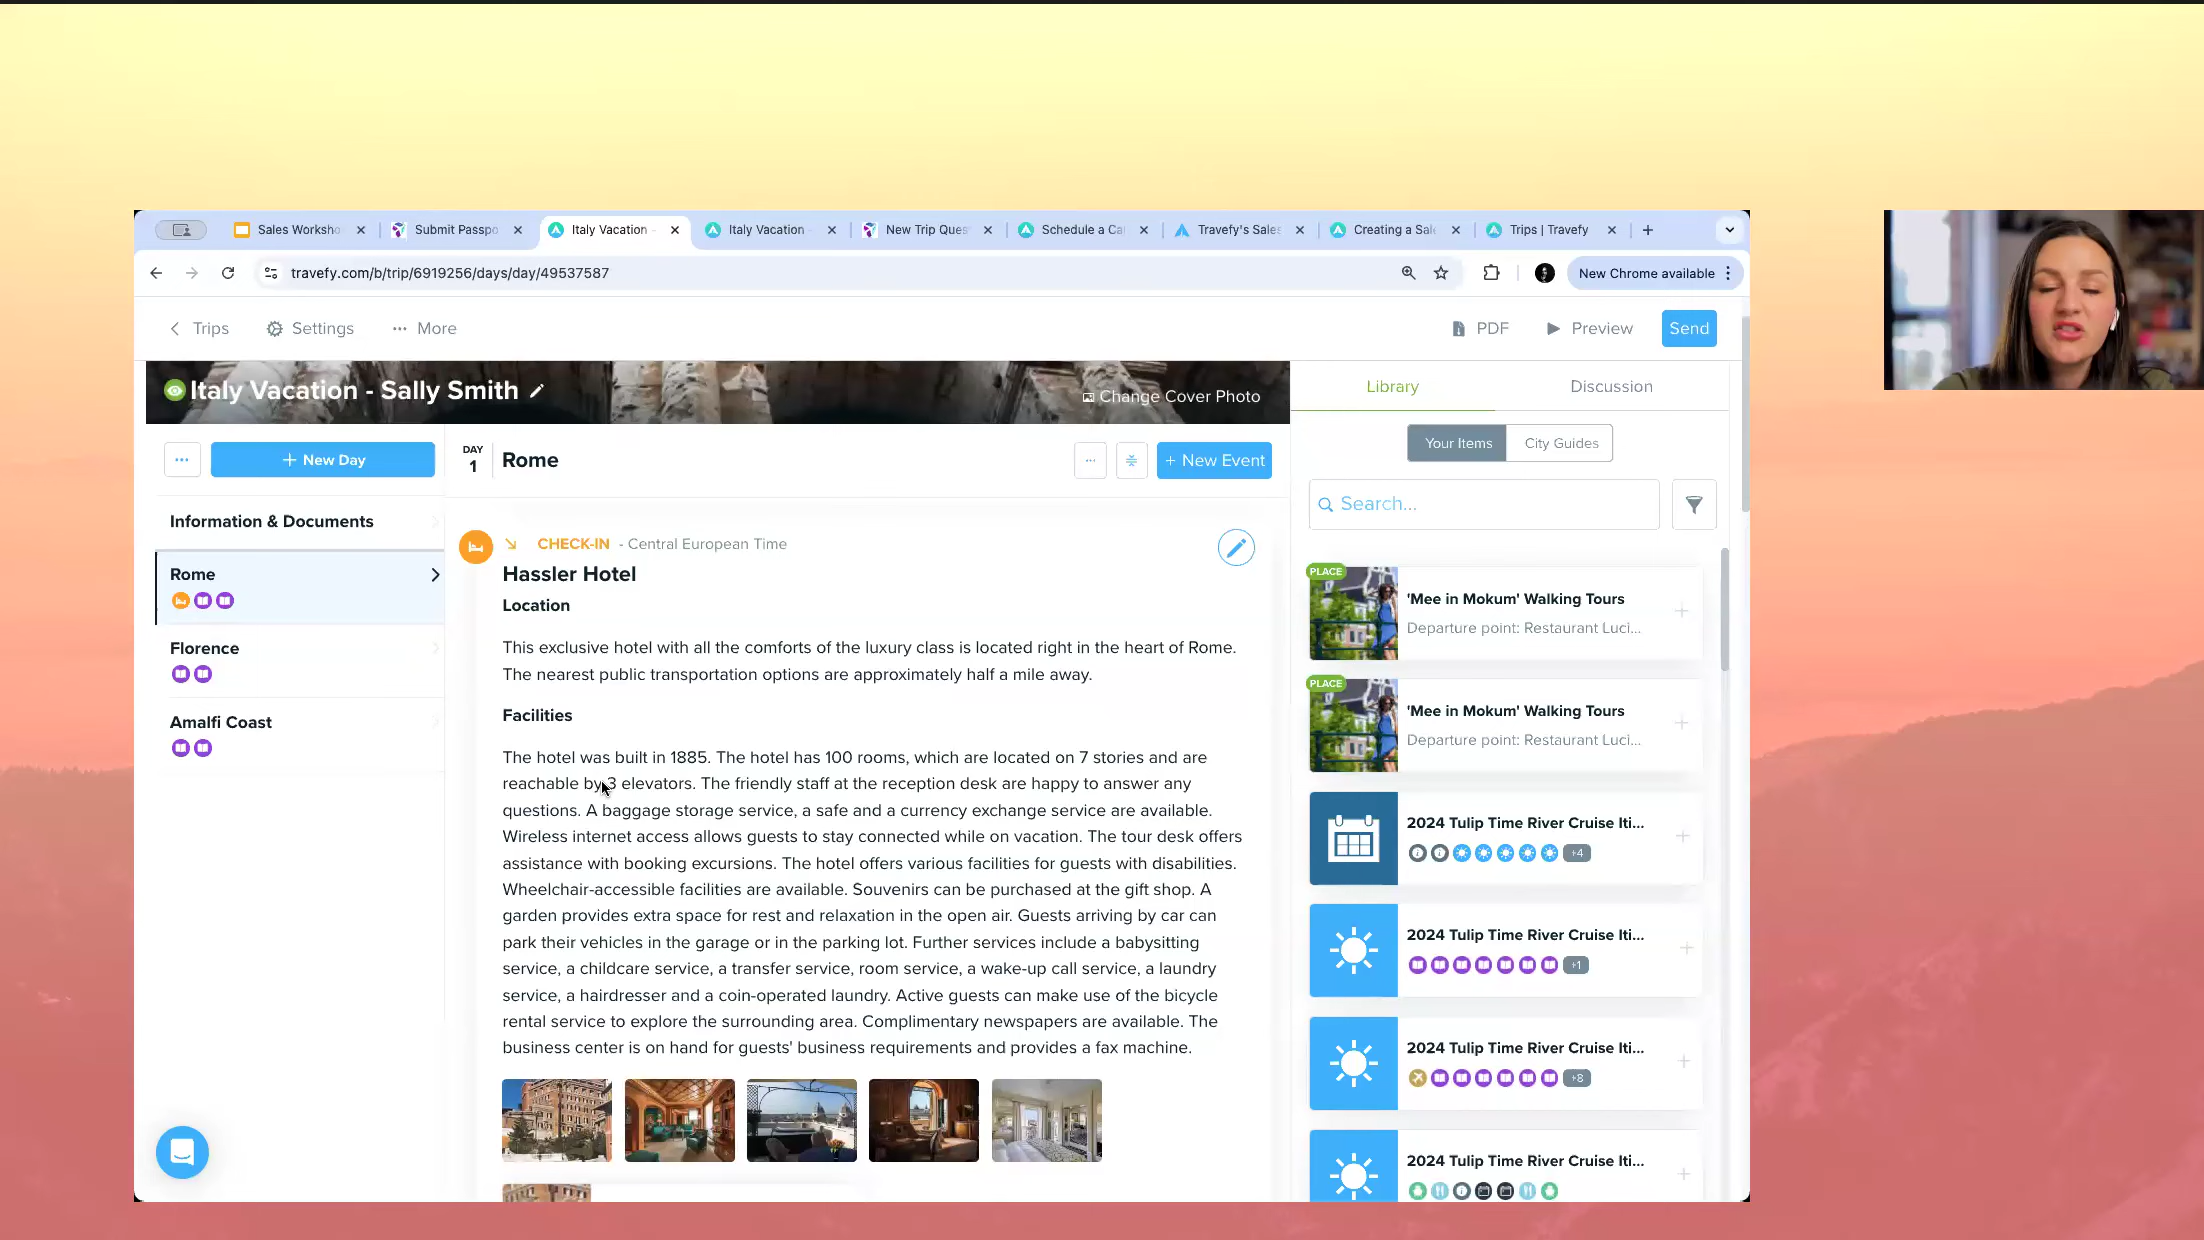 Sales Worksho
Submit Passpo
Italy Vacation -
Italy Vacation -
New Trip Ques
Schedule a Ca
Travefy's Sales
Creating a Sal
Trips | Travefy
travefy.com/b/trip/6919256/days/day/49537587
New Chrome available
Trips
Settings
More
PDF
Preview
Send
Italy Vacation - Sally Smith
Change Cover Photo
Library
Discussion
+ New Day
DAY
1
Rome
+ New Event
Your Items
City Guides
Search...
Information & Documents
Rome
Florence
Amalfi Coast
CHECK-IN - Central European Time
Hassler Hotel
Location
This exclusive hotel with all the comforts of the luxury class is located right in the heart of Rome.
The nearest public transportation options are approximately half a mile away.
Facilities
The hotel was built in 1885. The hotel has 100 rooms, which are located on 7 stories and are
reachable by 3 elevators. The friendly staff at the reception desk are happy to answer any
questions. A baggage storage service, a safe and a currency exchange service are available.
Wireless internet access allows guests to stay connected while on vacation. The tour desk offers
assistance with booking excursions. The hotel offers various facilities for guests with disabilities.
Wheelchair-accessible facilities are available. Souvenirs can be purchased at the gift shop. A
garden provides extra space for rest and relaxation in the open air. Guests arriving by car can
park their vehicles in the garage or in the parking lot. Further services include a babysitting
service, a childcare service, a transfer service, room service, a wake-up call service, a laundry
service, a hairdresser and a coin-operated laundry. Active guests can make use of the bicycle
rental service to explore the surrounding area. Complimentary newspapers are available. The
business center is on hand for guests' business requirements and provides a fax machine.
PLACE
'Mee in Mokum' Walking Tours
Departure point: Restaurant Luci...
PLACE
'Mee in Mokum' Walking Tours
Departure point: Restaurant Luci...
2024 Tulip Time River Cruise Iti...
+4
2024 Tulip Time River Cruise Iti...
+1
2024 Tulip Time River Cruise Iti...
+8
2024 Tulip Time River Cruise Iti...